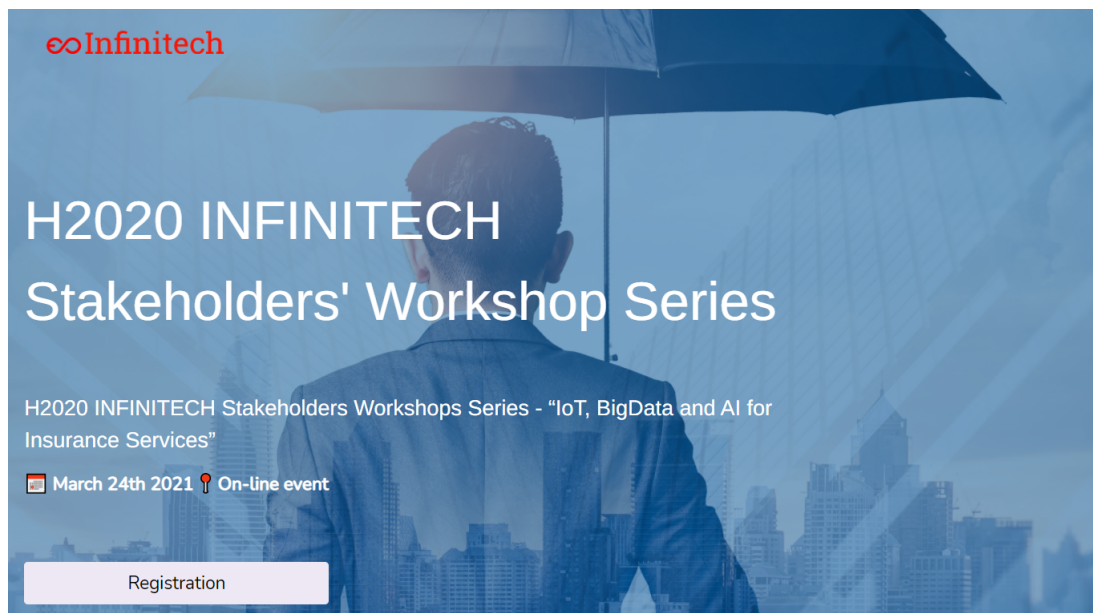 Infinitech
H2020 INFINITECH
Stakeholders' Workshop Series
H2020 INFINITECH Stakeholders Workshops Series - “IoT, BigData and AI for
Insurance Services”
March 24th 2021 On-line event
Registration